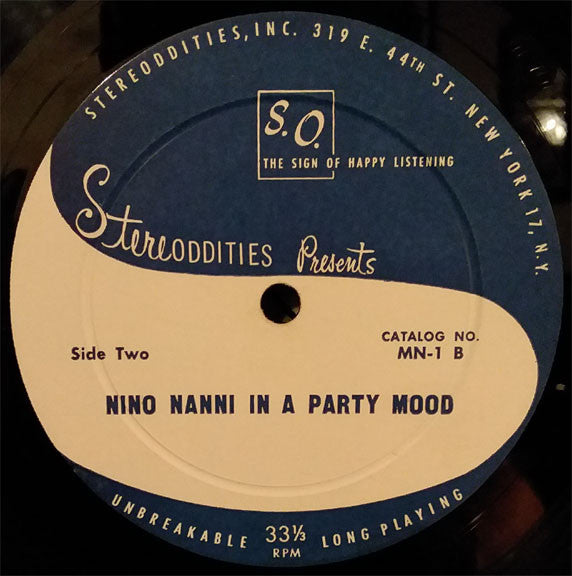 STEREODDITIES, INC. 319 E. 44TH ST. NEW YORK 17, N.Y.
S.O.
THE SIGN OF HAPPY LISTENING
StereODDITIES Presents
Side Two
CATALOG NO.
MN-1 B
NINO NANNI IN A PARTY MOOD
UNBREAKABLE 33⅓ LONG PLAYING
RPM